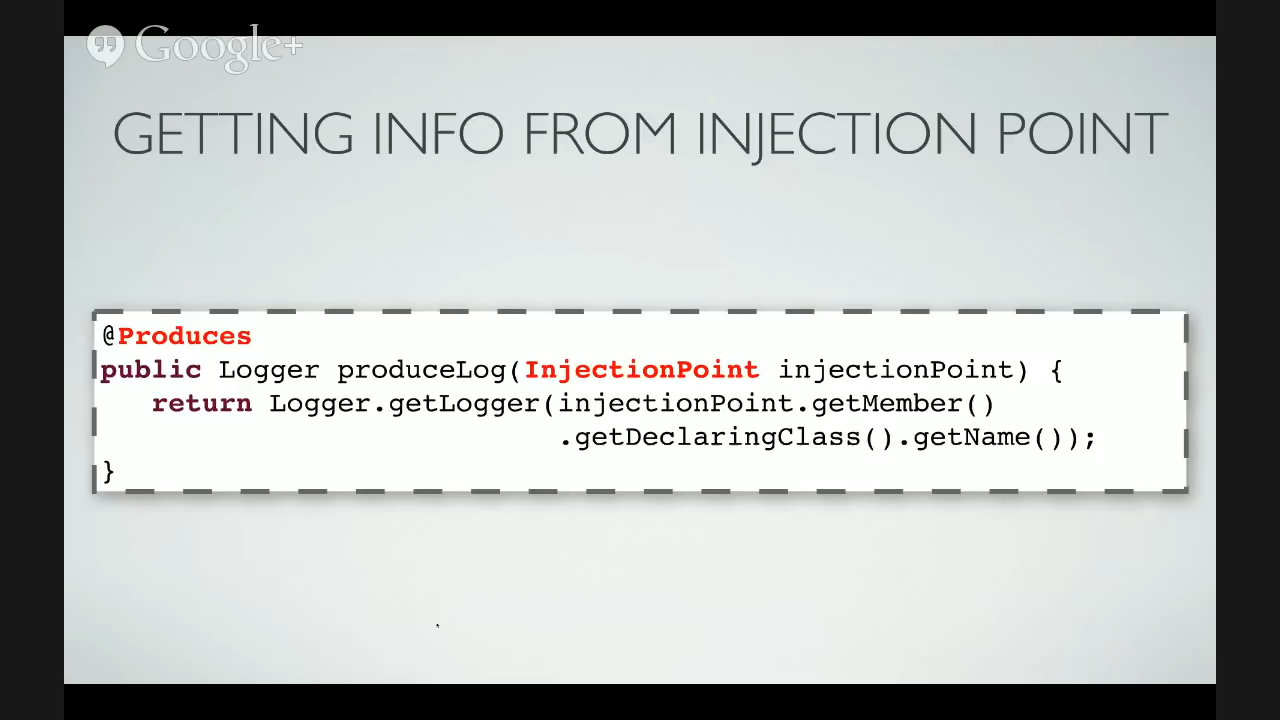 Google+
GETTING INFO FROM INJECTION POINT
@Produces
public Logger produceLog(InjectionPoint injectionPoint) {
return Logger.getLogger(injectionPoint.getMember()
.getDeclaringClass().getName());
}